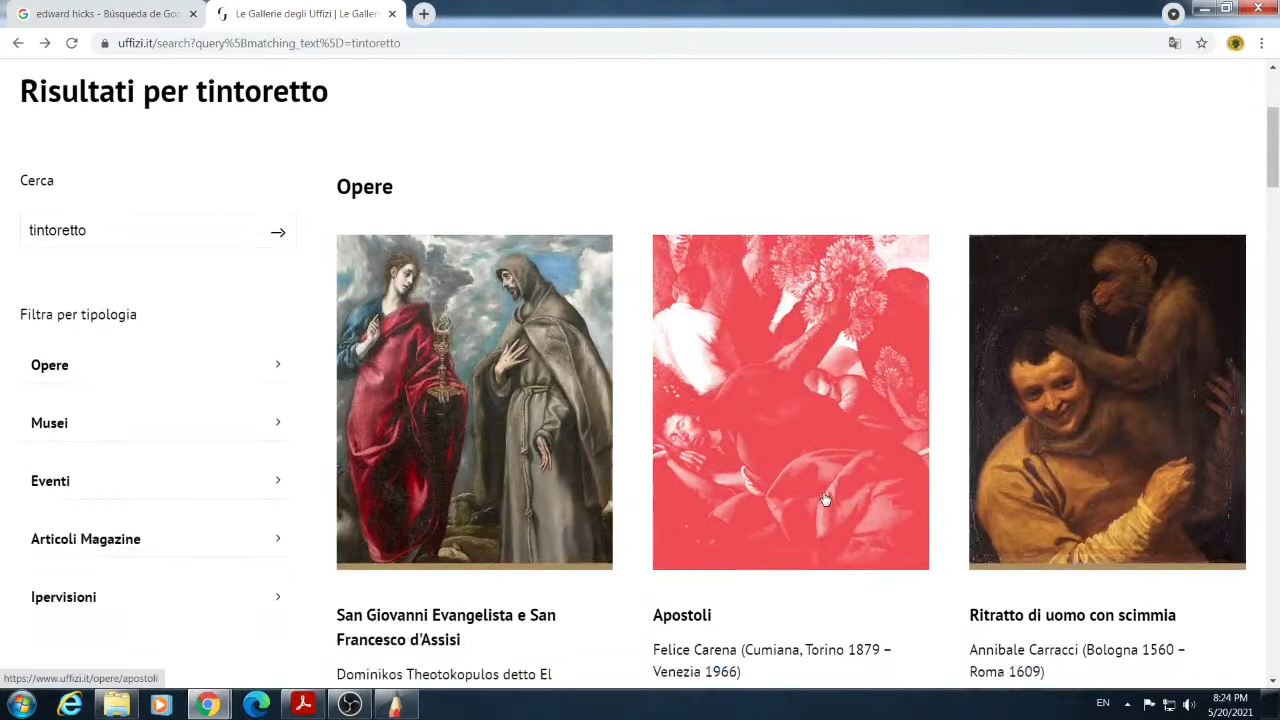 edward hicks - Búsqueda de Goo
Le Gallerie degli Uffizi | Le Galler
uffizi.it/search?query%5Bmatching_text%5D=tintoretto
Risultati per tintoretto
Cerca
tintoretto
Filtra per tipologia
Opere
Musei
Eventi
Articoli Magazine
Ipervisioni
Opere
San Giovanni Evangelista e San
Francesco d'Assisi
Dominikos Theotokopulos detto El
Apostoli
Felice Carena (Cumiana, Torino 1879 –
Venezia 1966)
Ritratto di uomo con scimmia
Annibale Carracci (Bologna 1560 –
Roma 1609)
https://www.uffizi.it/opere/apostoli
EN
8:24 PM
5/20/2021